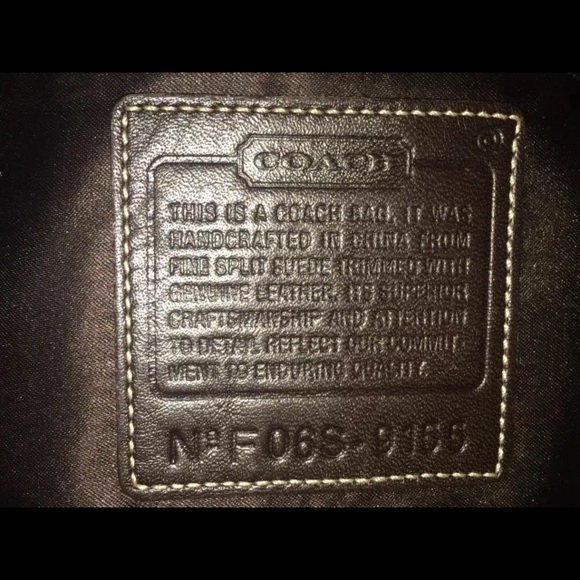 COACH
®
THIS IS A COACH BAG. IT WAS
HANDCRAFTED IN CHINA FROM
FINE SPLIT SUEDE TRIMMED WITH
GENUINE LEATHER. ITS SUPERIOR
CRAFTSMANSHIP AND ATTENTION
TO DETAIL REFLECT OUR COMMIT-
MENT TO ENDURING QUALITY.
Nº F06S-9155